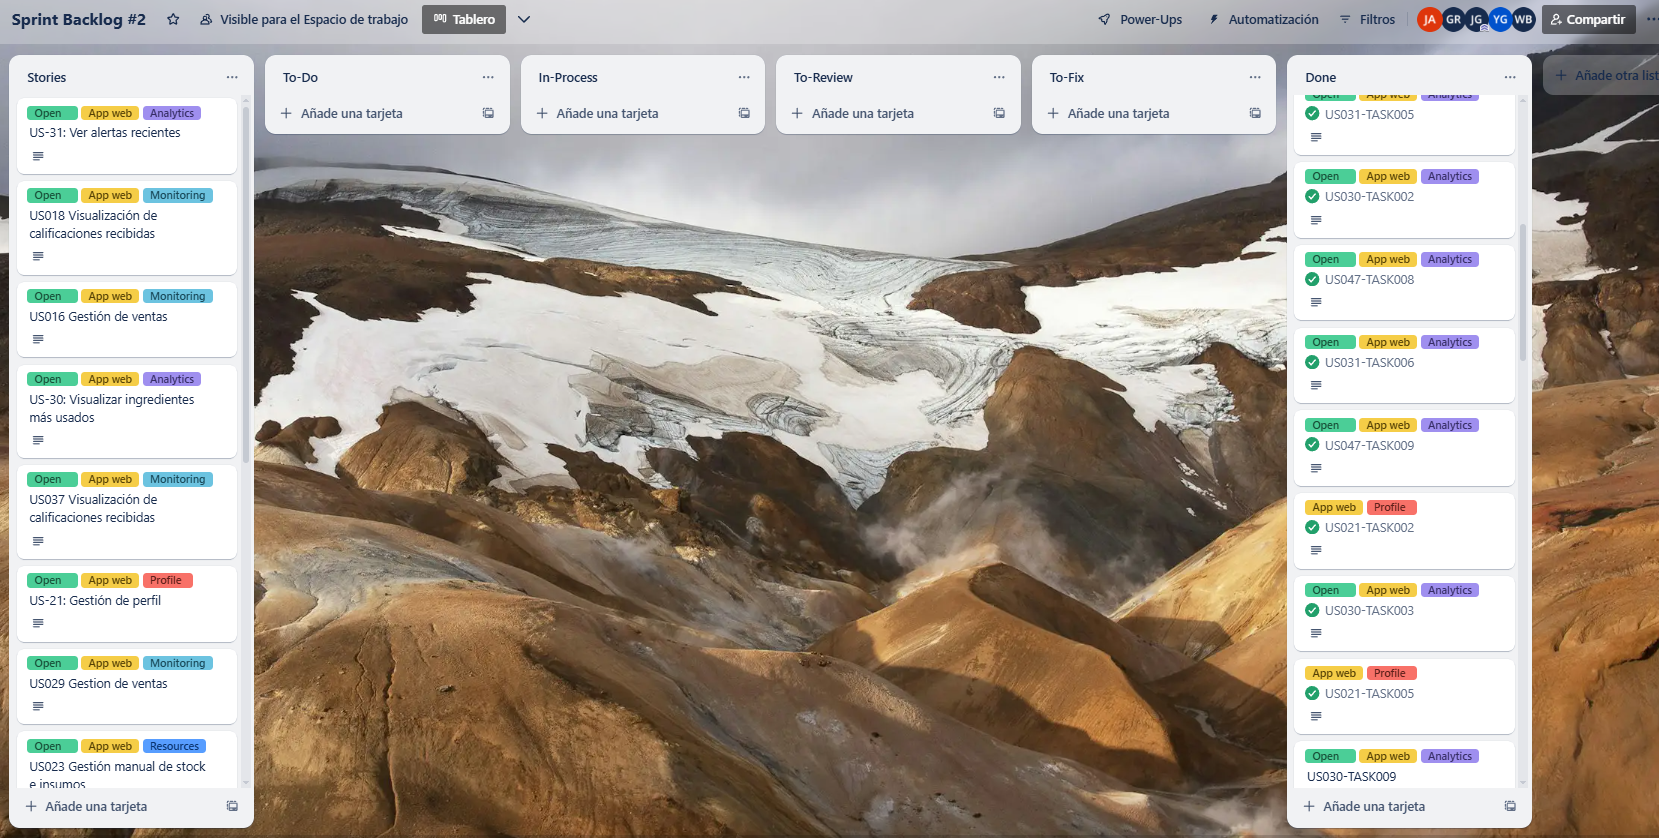 Sprint Backlog #2
Visible para el Espacio de trabajo
Tablero
Power-Ups
Automatización
Filtros
JA
GR
JG
YG
WB
Compartir
Stories
Open App web Analytics
US-31: Ver alertas recientes
Open App web Monitoring
US018 Visualización de
calificaciones recibidas
Open App web Monitoring
US016 Gestión de ventas
Open App web Analytics
US-30: Visualizar ingredientes
más usados
Open App web Monitoring
US037 Visualización de
calificaciones recibidas
Open App web Profile
US-21: Gestión de perfil
Open App web Monitoring
US029 Gestion de ventas
Open App web Resources
US023 Gestión manual de stock
e insumos
Añade una tarjeta
To-Do
Añade una tarjeta
In-Process
Añade una tarjeta
To-Review
Añade una tarjeta
To-Fix
Añade una tarjeta
Done
Open App web Analytics
US031-TASK005
Open App web Analytics
US030-TASK002
Open App web Analytics
US047-TASK008
Open App web Analytics
US031-TASK006
Open App web Analytics
US047-TASK009
App web Profile
US021-TASK002
Open App web Analytics
US030-TASK003
App web Profile
US021-TASK005
Open App web Analytics
US030-TASK009
Añade una tarjeta
Añade otra list